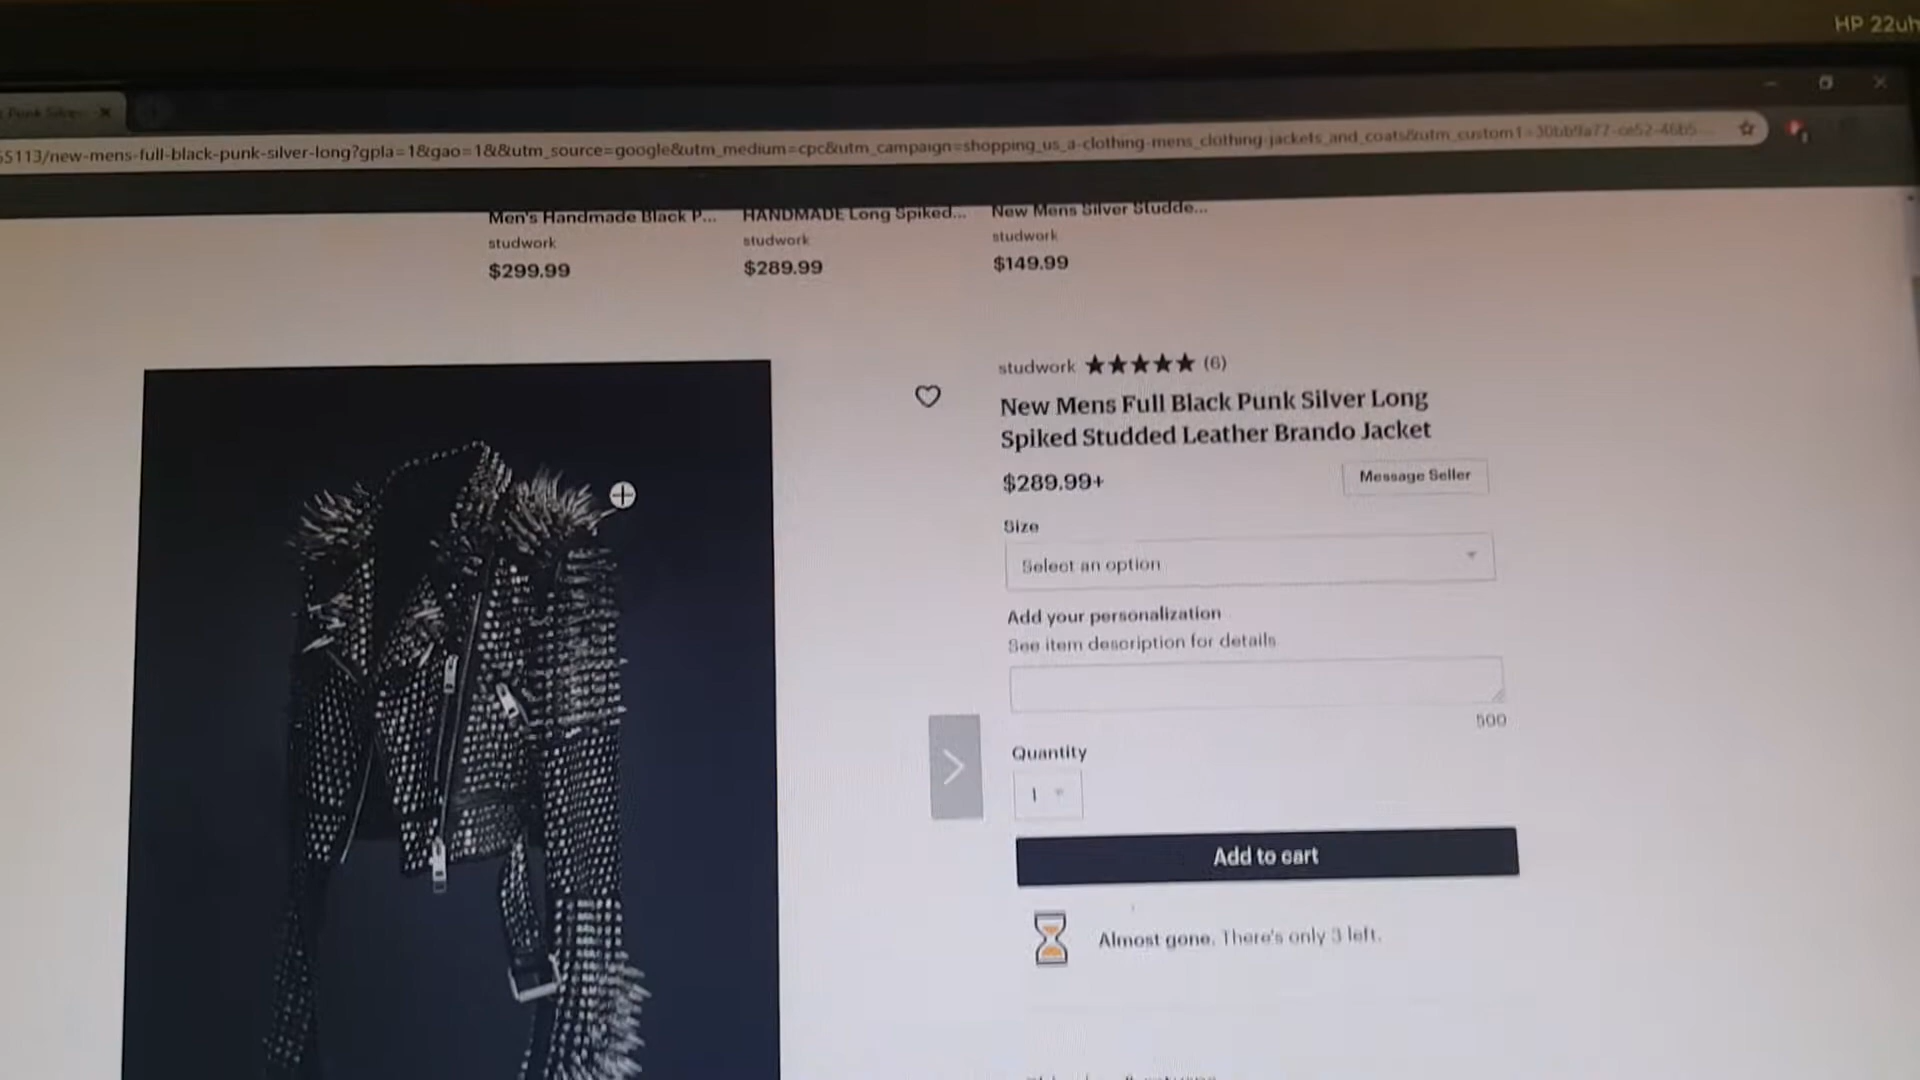 HP 22uh
Punk Silver
55113/new-mens-full-black-punk-silver-long?gpla=1&gao=1&&utm_source=google&utm_medium=cpc&utm_campaign=shopping_us_a-clothing-mens_clothing-jackets_and_coats&utm_custom1=
Men's Handmade Black P...
HANDMADE Long Spiked...
New Mens Silver Studde...
studwork
studwork
studwork
$299.99
$289.99
$149.99
studwork ★★★★★ (6)
New Mens Full Black Punk Silver Long
Spiked Studded Leather Brando Jacket
$289.99+
Message Seller
Size
Select an option
Add your personalization
See item description for details
500
Quantity
1
Add to cart
Almost gone. There's only 3 left.